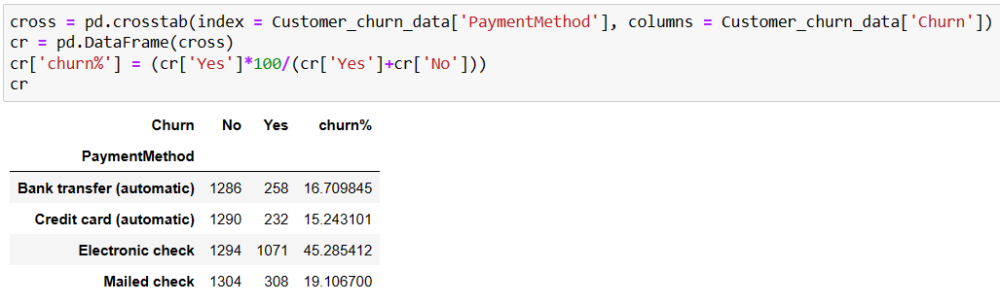 cross = pd.crosstab(index = Customer_churn_data['PaymentMethod'], columns = Customer_churn_data['Churn'])
cr = pd.DataFrame(cross)
cr['churn%'] = (cr['Yes']*100/(cr['Yes']+cr['No']))
cr
Churn No Yes churn%
PaymentMethod
Bank transfer (automatic) 1286 258 16.709845
Credit card (automatic) 1290 232 15.243101
Electronic check 1294 1071 45.285412
Mailed check 1304 308 19.106700